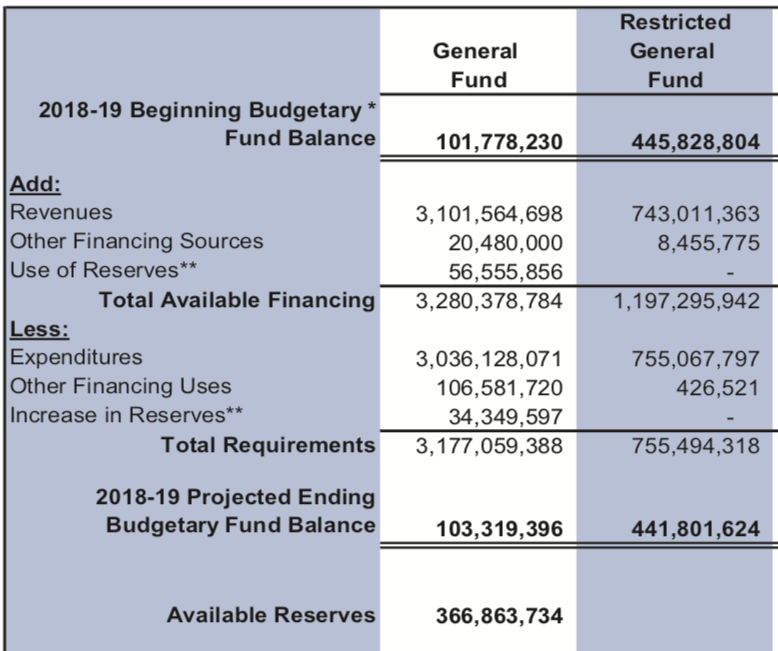 Restricted
General General
Fund Fund
2018-19 Beginning Budgetary *
Fund Balance 101,778,230 445,828,804
Add:
Revenues 3,101,564,698 743,011,363
Other Financing Sources 20,480,000 8,455,775
Use of Reserves** 56,555,856 -
Total Available Financing 3,280,378,784 1,197,295,942
Less:
Expenditures 3,036,128,071 755,067,797
Other Financing Uses 106,581,720 426,521
Increase in Reserves** 34,349,597 -
Total Requirements 3,177,059,388 755,494,318
2018-19 Projected Ending
Budgetary Fund Balance 103,319,396 441,801,624
Available Reserves 366,863,734